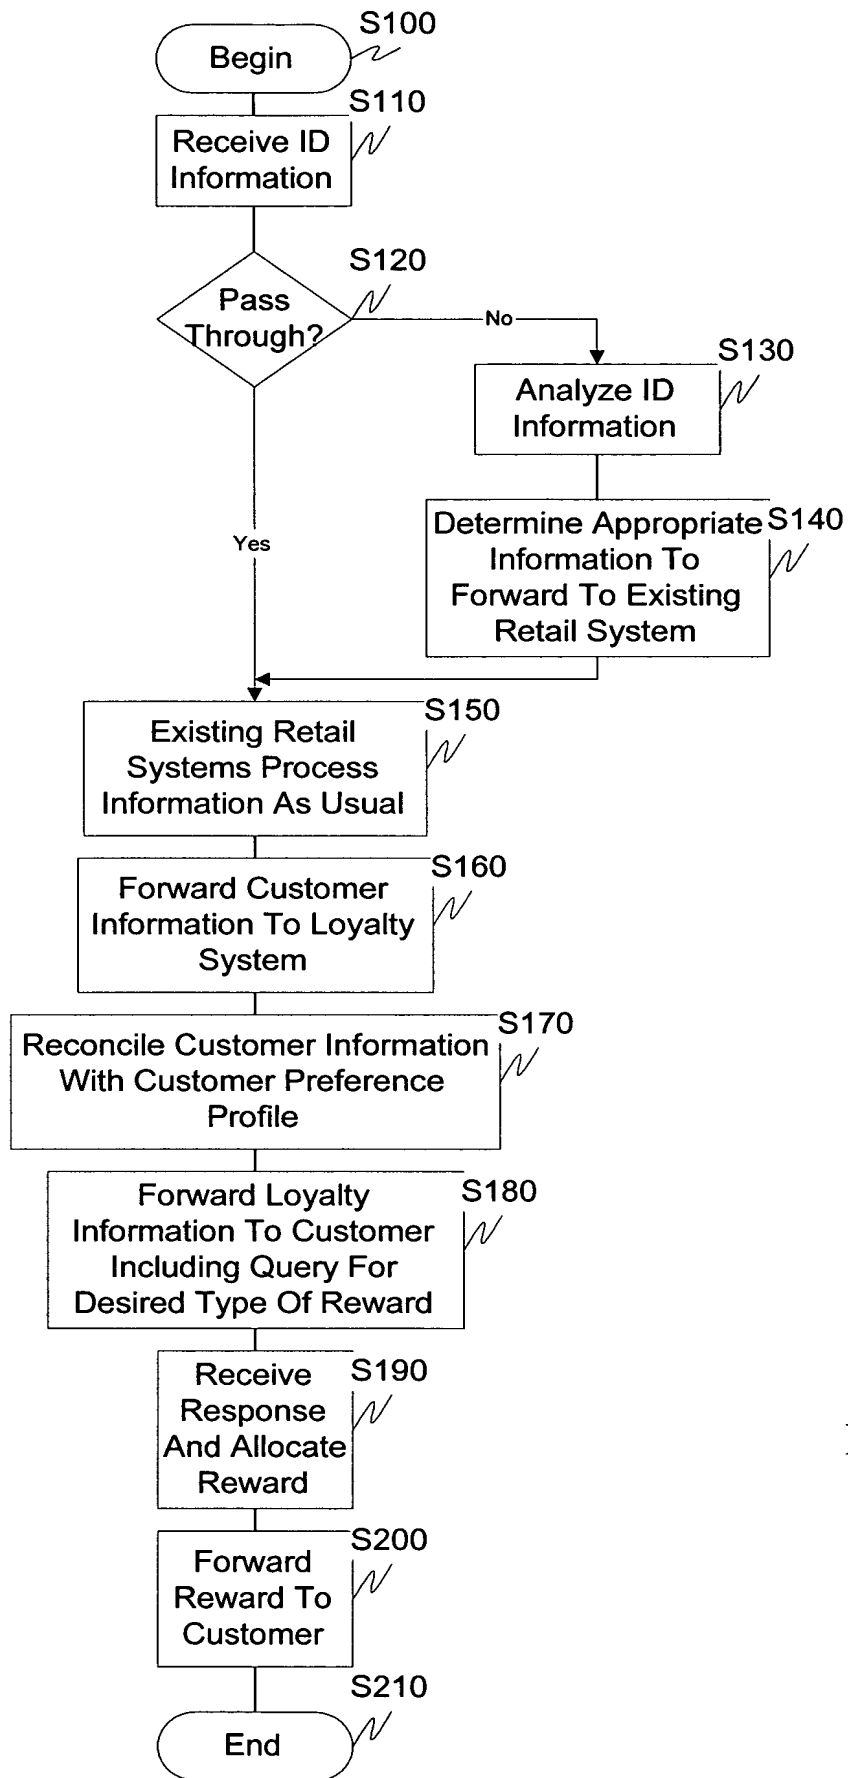 S100
Begin
S110
Receive ID
Information
S120
Pass
Through?
No
S130
Analyze ID
Information
Yes
S140
Determine Appropriate
Information To
Forward To Existing
Retail System
S150
Existing Retail
Systems Process
Information As Usual
S160
Forward Customer
Information To Loyalty
System
S170
Reconcile Customer Information
With Customer Preference
Profile
S180
Forward Loyalty
Information To Customer
Including Query For
Desired Type Of Reward
S190
Receive
Response
And Allocate
Reward
S200
Forward
Reward To
Customer
S210
End